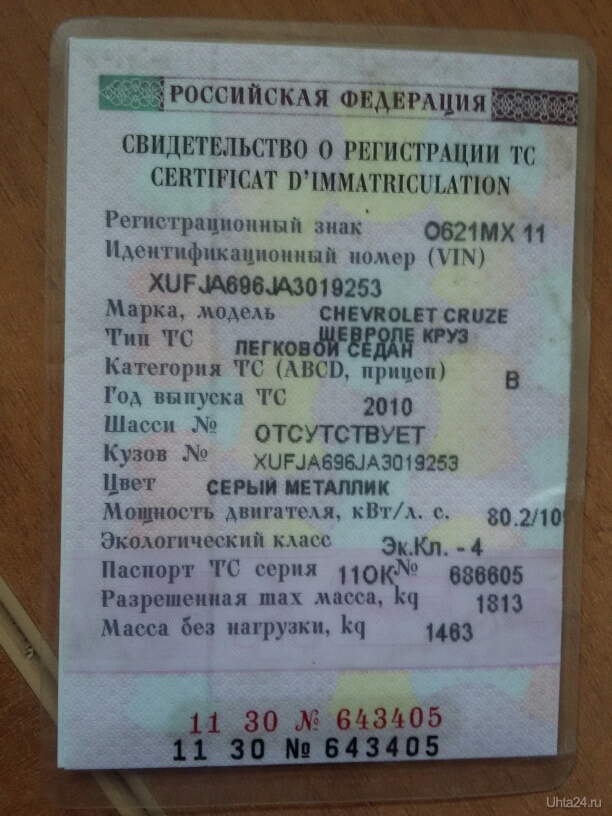 РОССИЙСКАЯ ФЕДЕРАЦИЯ
СВИДЕТЕЛЬСТВО О РЕГИСТРАЦИИ ТС
CERTIFICAT D'IMMATRICULATION
Регистрационный знак О621МХ 11
Идентификационный номер (VIN)
XUFJA696JA3019253
Марка, модель CHEVROLET CRUZE
ШЕВРОЛЕ КРУЗ
Тип ТС ЛЕГКОВОЙ СЕДАН
Категория ТС (ABCD, прицеп) B
Год выпуска ТС 2010
Шасси № ОТСУТСТВУЕТ
Кузов № XUFJA696JA3019253
Цвет СЕРЫЙ МЕТАЛЛИК
Мощность двигателя, кВт/л. с. 80.2/10
Экологический класс Эк.Кл. - 4
Паспорт ТС серия 11ОК № 686605
Разрешенная max масса, kg 1813
Масса без нагрузки, kg 1463
11 30 № 643405
11 30 № 643405
Uhta24.ru